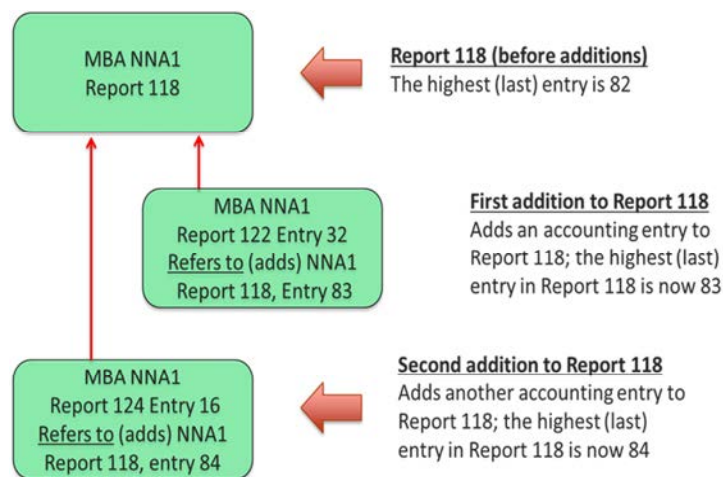 MBA NNA1
Report 118
Report 118 (before additions)
The highest (last) entry is 82
MBA NNA1
Report 122 Entry 32
Refers to (adds) NNA1
Report 118, Entry 83
First addition to Report 118
Adds an accounting entry to
Report 118; the highest (last)
entry in Report 118 is now 83
MBA NNA1
Report 124 Entry 16
Refers to (adds) NNA1
Report 118, entry 84
Second addition to Report 118
Adds another accounting entry to
Report 118; the highest (last)
entry in Report 118 is now 84